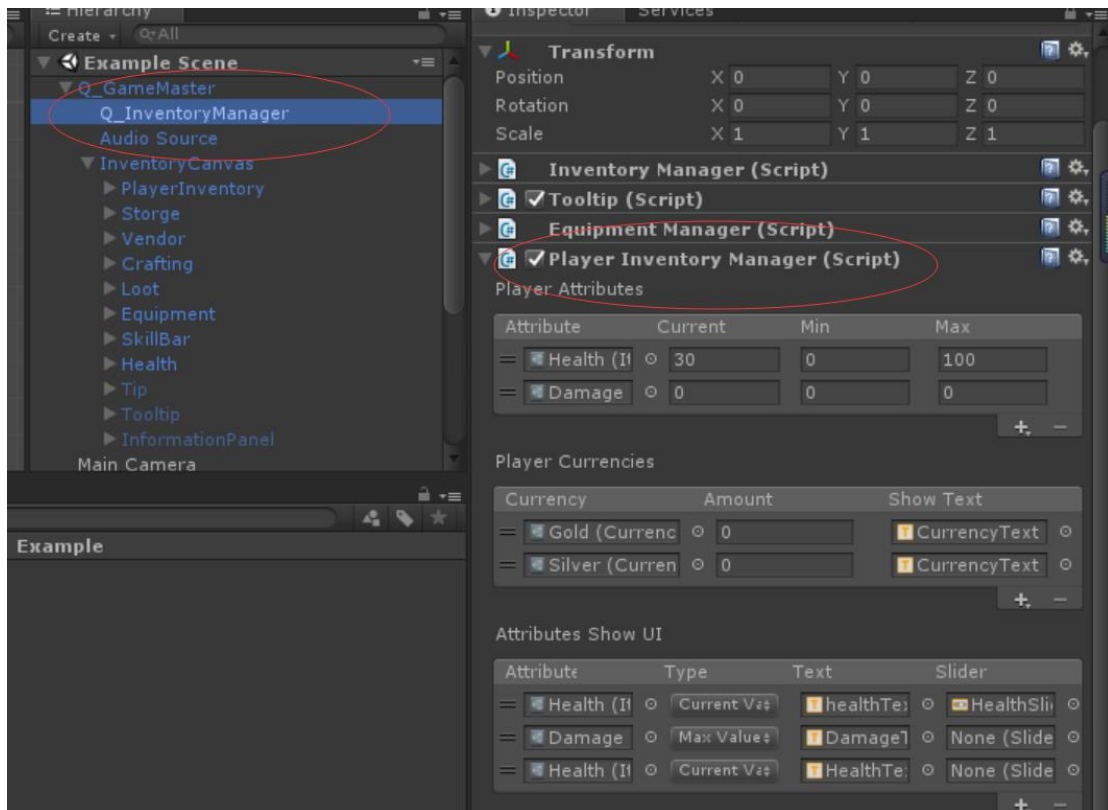 Hierarchy
Create
All
Example Scene
Q_GameMaster
Q_InventoryManager
Audio Source
InventoryCanvas
PlayerInventory
Storge
Vendor
Crafting
Loot
Equipment
SkillBar
Health
Tip
Tooltip
InformationPanel
Main Camera
Example
Inspector Services
Transform
Position X 0 Y 0 Z 0
Rotation X 0 Y 0 Z 0
Scale X 1 Y 1 Z 1
Inventory Manager (Script)
Tooltip (Script)
Equipment Manager (Script)
Player Inventory Manager (Script)
Player Attributes
Attribute Current Min Max
Health (It 30 0 100
Damage 0 0 0
Player Currencies
Currency Amount Show Text
Gold (Currenc 0 CurrencyText
Silver (Curren 0 CurrencyText
Attributes Show UI
Attribute Type Text Slider
Health (It Current Va healthTe HealthSli
Damage Max Value DamageT None (Slide
Health (It Current Va HealthTe None (Slide